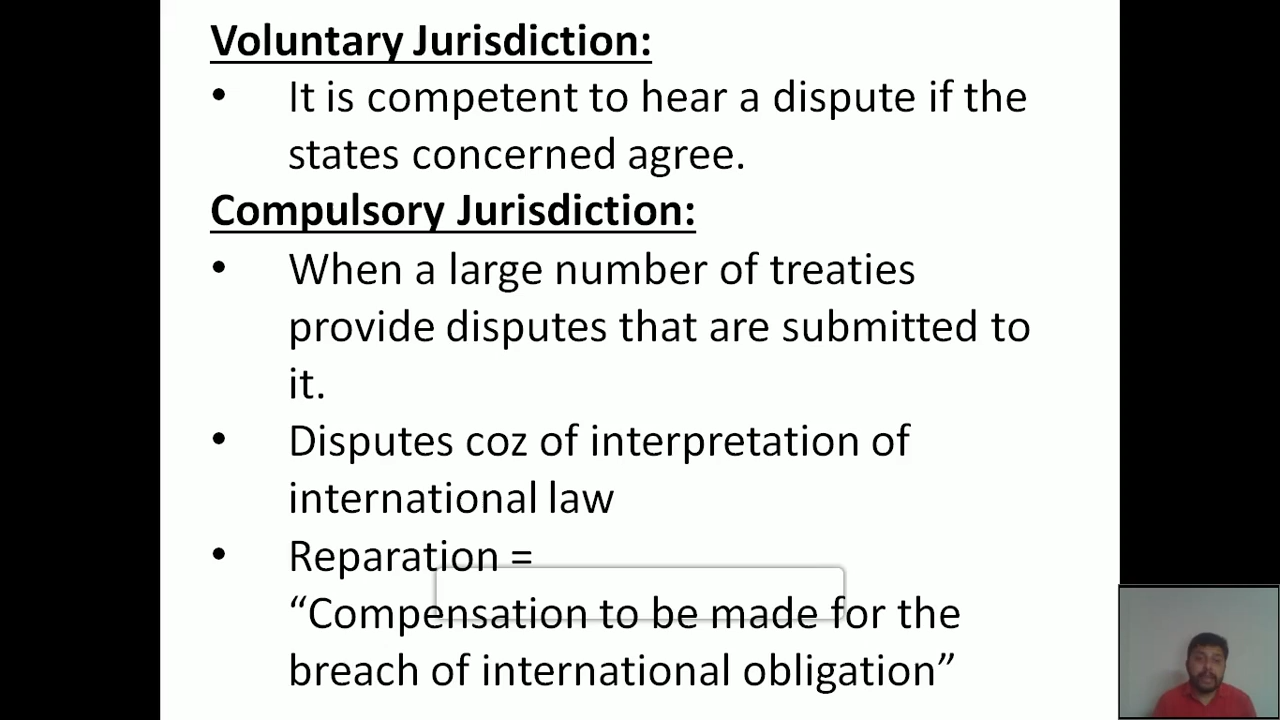 Voluntary Jurisdiction:
• It is competent to hear a dispute if the
states concerned agree.
Compulsory Jurisdiction:
• When a large number of treaties
provide disputes that are submitted to
it.
• Disputes coz of interpretation of
international law
• Reparation =
“Compensation to be made for the
breach of international obligation”